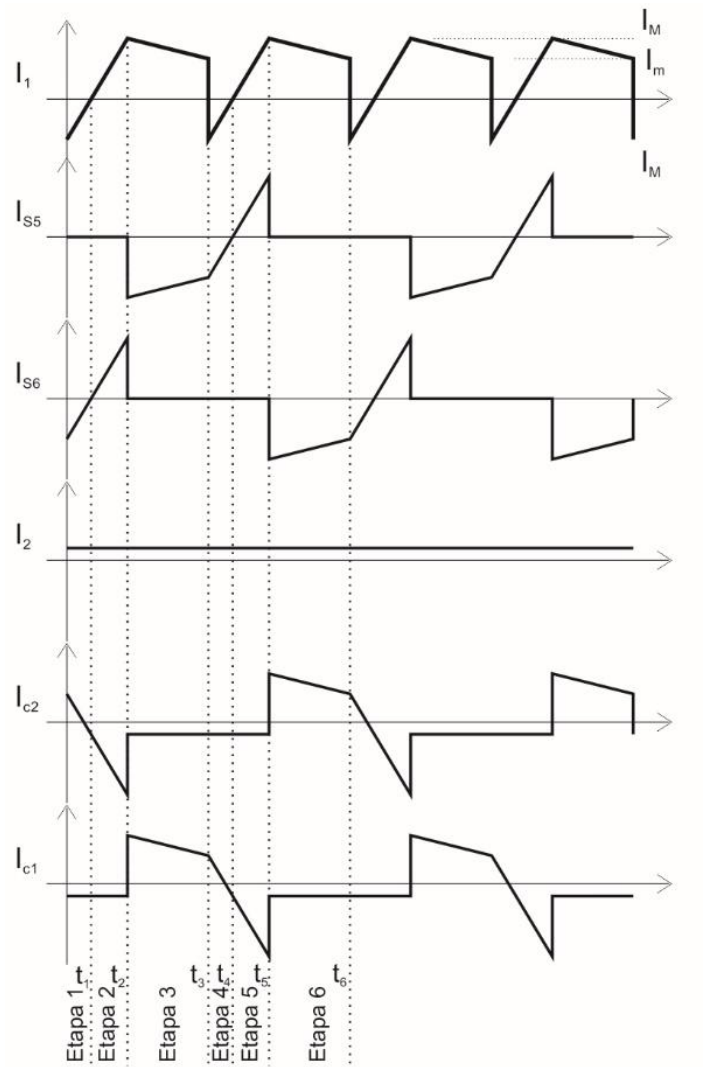 I_M
I_1
I_m
I_M
I_S5
I_S6
I_2
I_c2
I_c1
t_1 t_2 t_3 t_4 t_5 t_6
Etapa 1
Etapa 2
Etapa 3
Etapa 4
Etapa 5
Etapa 6